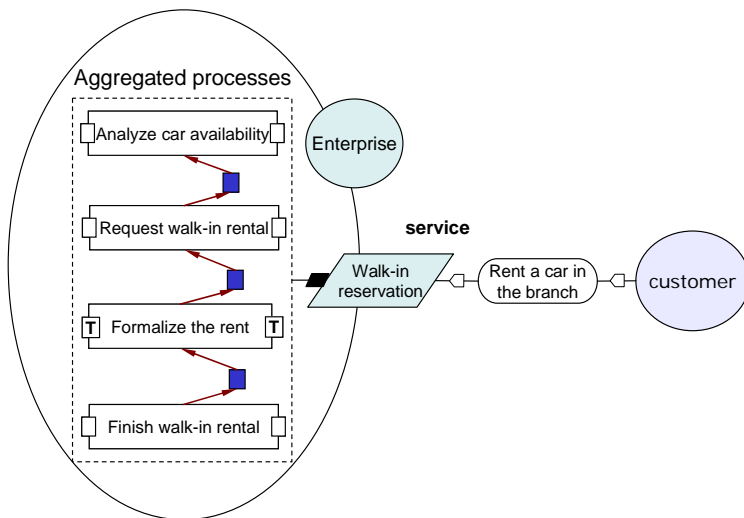 Aggregated processes
Analyze car availability
Enterprise
Request walk-in rental
service
Walk-in
reservation
Rent a car in
the branch
customer
T Formalize the rent T
Finish walk-in rental